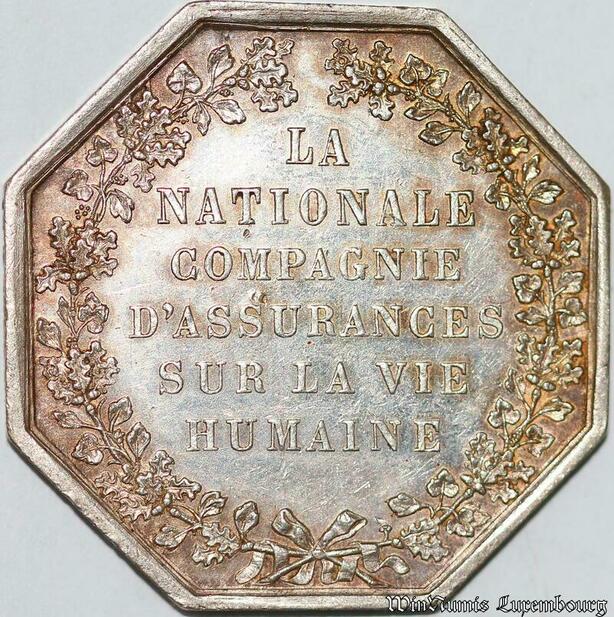 LA
NATIONALE
COMPAGNIE
D'ASSURANCES
SUR LA VIE
HUMAINE
WinNumis Luxembourg